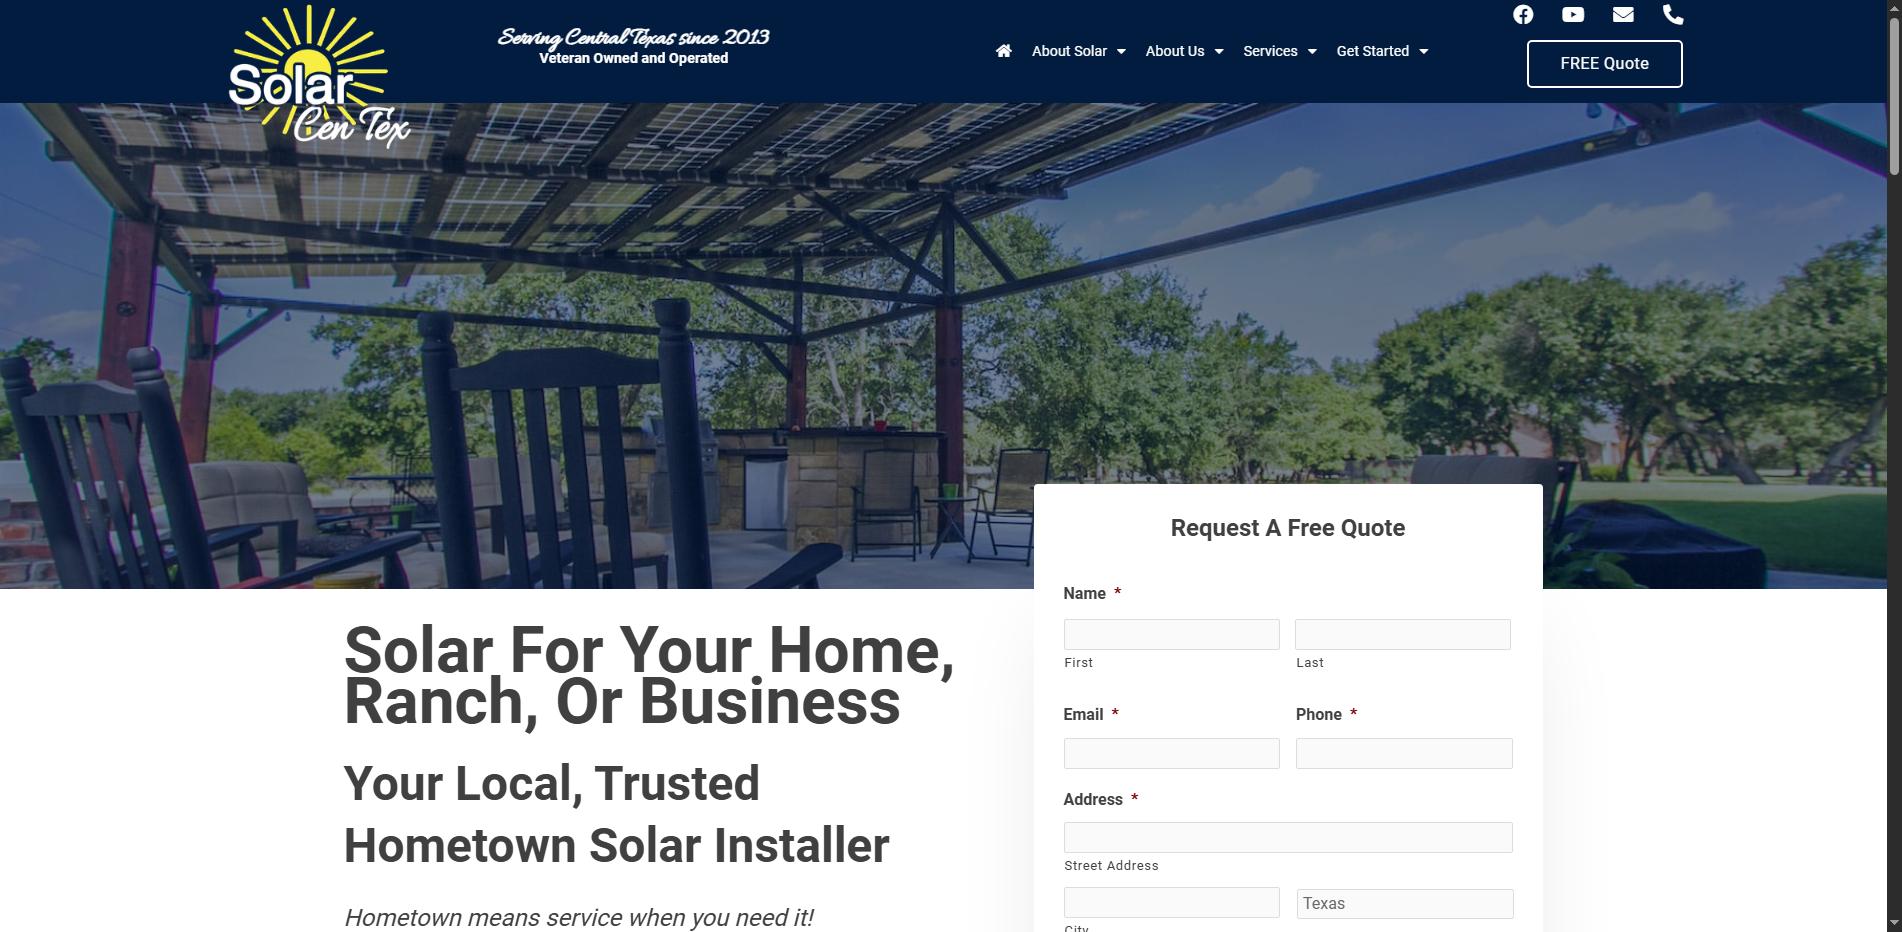 Solar
Cen Tex
Serving Central Texas since 2013
Veteran Owned and Operated
About Solar
About Us
Services
Get Started
FREE Quote
Request A Free Quote
Name *
First
Last
Email *
Phone *
Address *
Street Address
Texas
City
Solar For Your Home,
Ranch, Or Business
Your Local, Trusted
Hometown Solar Installer
Hometown means service when you need it!